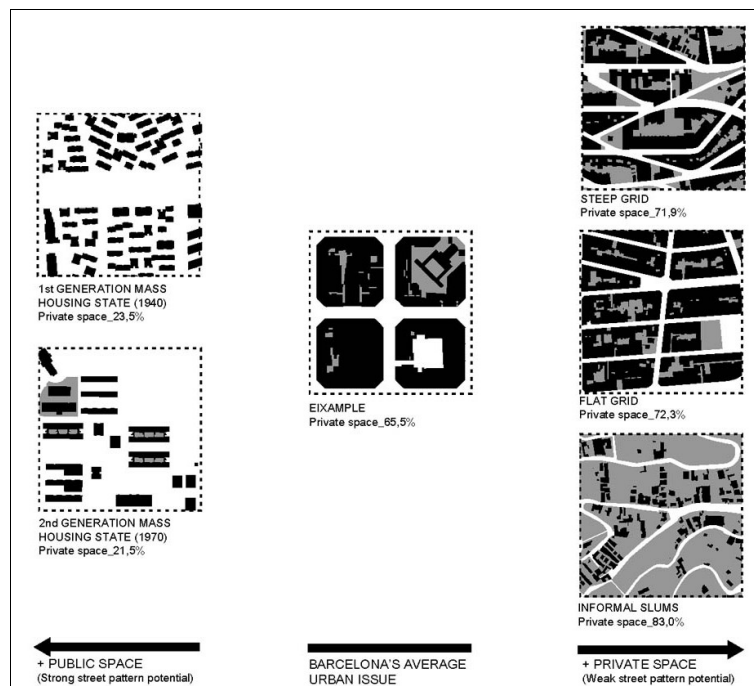 STEEP GRID
Private space_71,9%
1st GENERATION MASS
HOUSING STATE (1940)
Private space_23,5%
EIXAMPLE
Private space_65,5%
FLAT GRID
Private space_72,3%
2nd GENERATION MASS
HOUSING STATE (1970)
Private space_21,5%
INFORMAL SLUMS
Private space_83,0%
+ PUBLIC SPACE
(Strong street pattern potential)
BARCELONA'S AVERAGE
URBAN ISSUE
+ PRIVATE SPACE
(Weak street pattern potential)